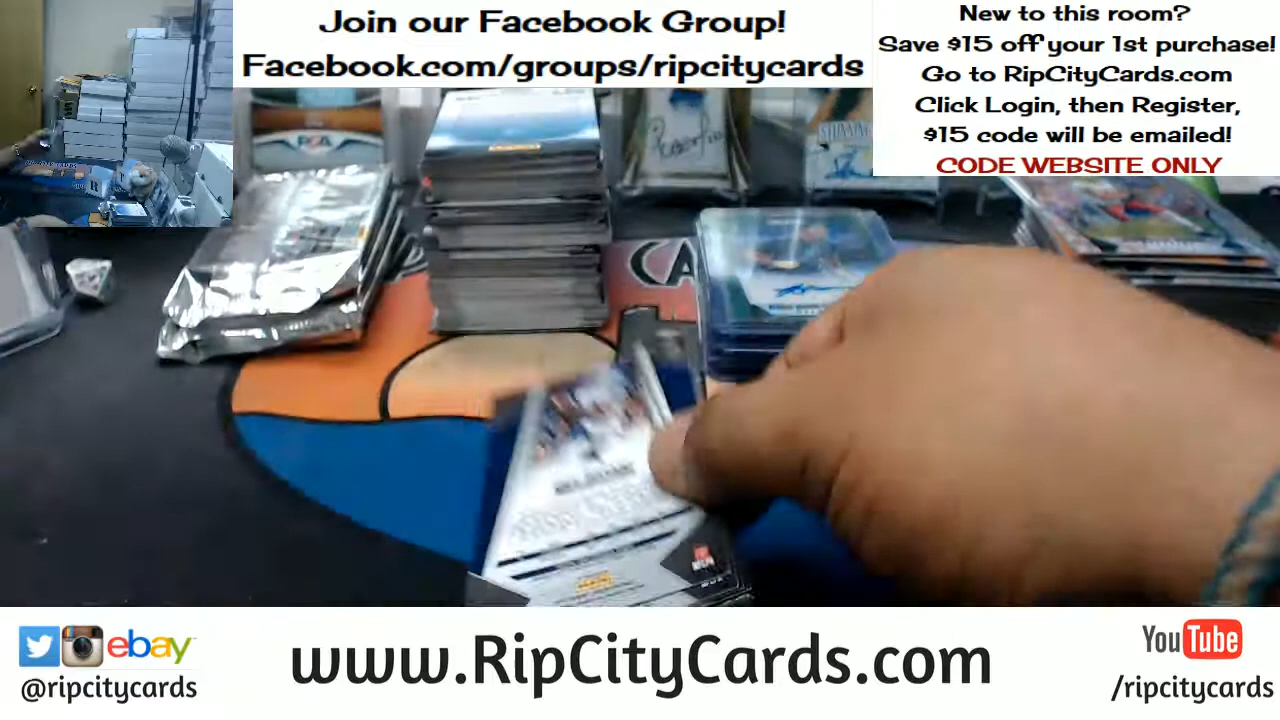 Join our Facebook Group!
Facebook.com/groups/ripcitycards
New to this room?
Save $15 off your 1st purchase!
Go to RipCityCards.com
Click Login, then Register,
$15 code will be emailed!
CODE WEBSITE ONLY
CA
ebay
@ripcitycards
www.RipCityCards.com
YouTube
/ripcitycards